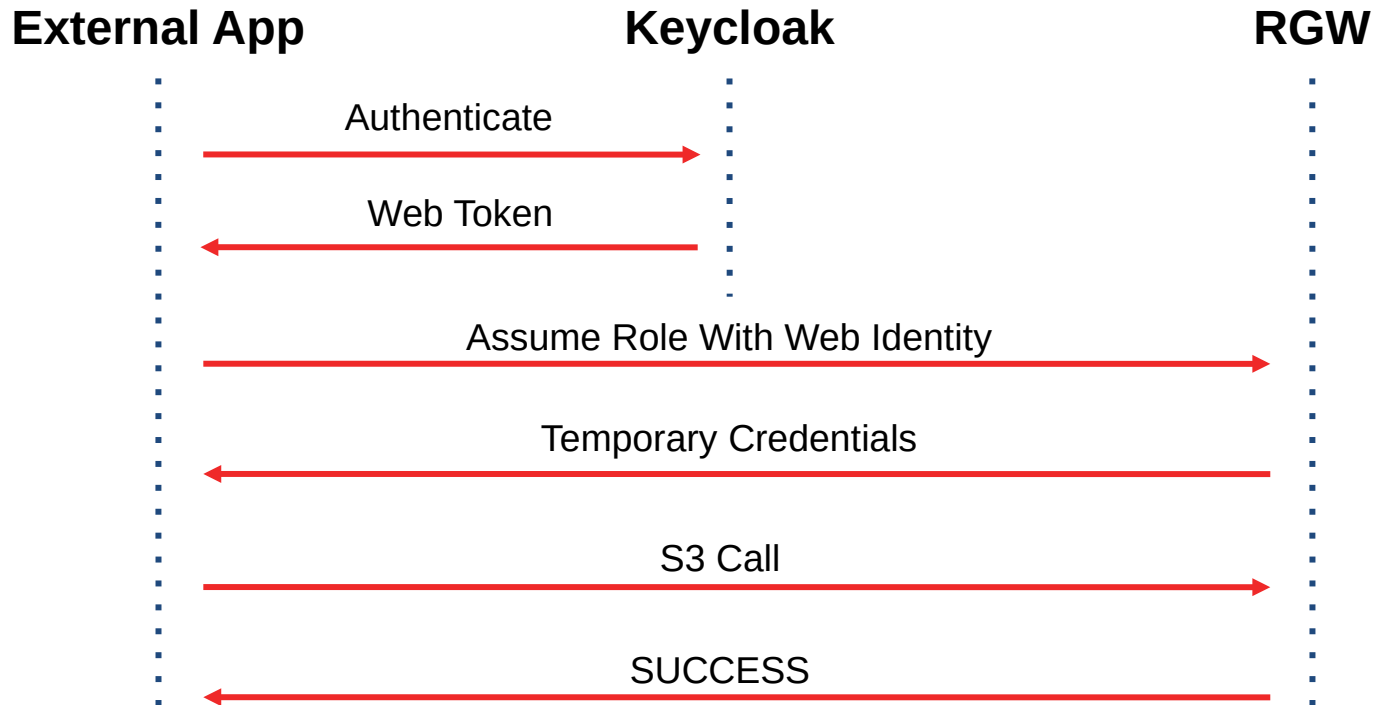 External App
Keycloak
RGW
Authenticate
Web Token
Assume Role With Web Identity
Temporary Credentials
S3 Call
SUCCESS